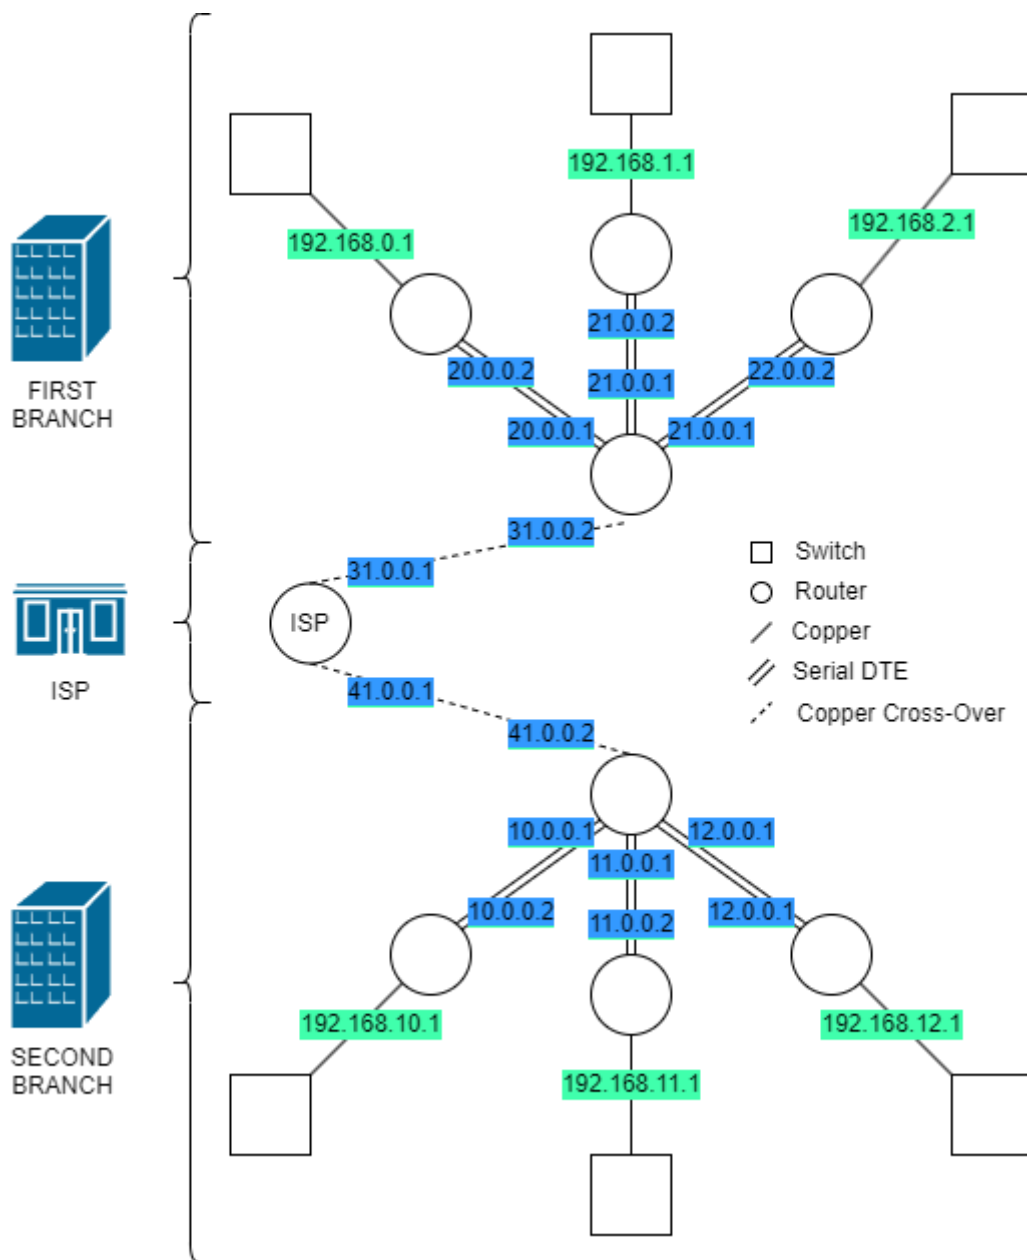 192.168.1.1
192.168.2.1
192.168.0.1
21.0.0.2
20.0.0.2
22.0.0.2
21.0.0.1
FIRST
BRANCH
20.0.0.1
21.0.0.1
31.0.0.2
31.0.0.1
Switch
Router
ISP
Copper
Serial DTE
ISP
41.0.0.1
Copper Cross-Over
41.0.0.2
10.0.0.1
12.0.0.1
11.0.0.1
10.0.0.2
11.0.0.2
12.0.0.1
192.168.10.1
192.168.12.1
SECOND
BRANCH
192.168.11.1